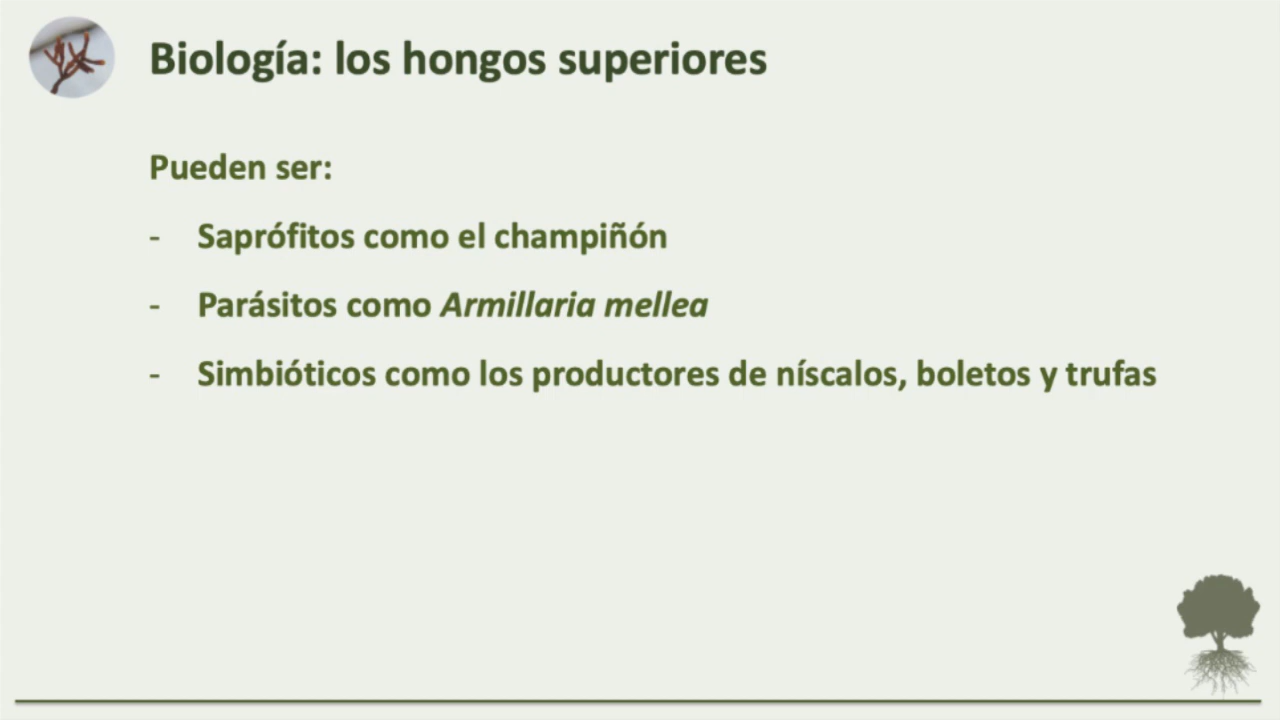 Biología: los hongos superiores
Pueden ser:
- Saprófitos como el champiñón
- Parásitos como Armillaria mellea
- Simbióticos como los productores de níscalos, boletos y trufas